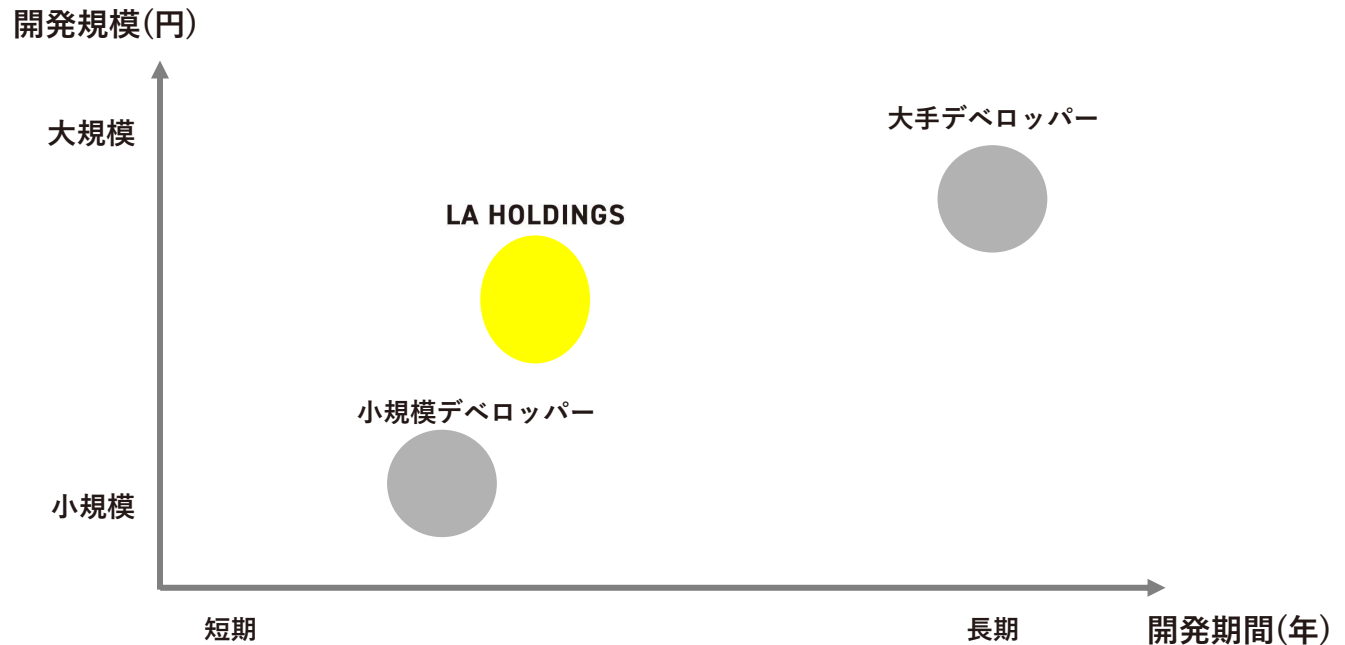 開発規模(円)
大規模
大手デベロッパー
LA HOLDINGS
小規模デベロッパー
小規模
短期
長期
開発期間(年)